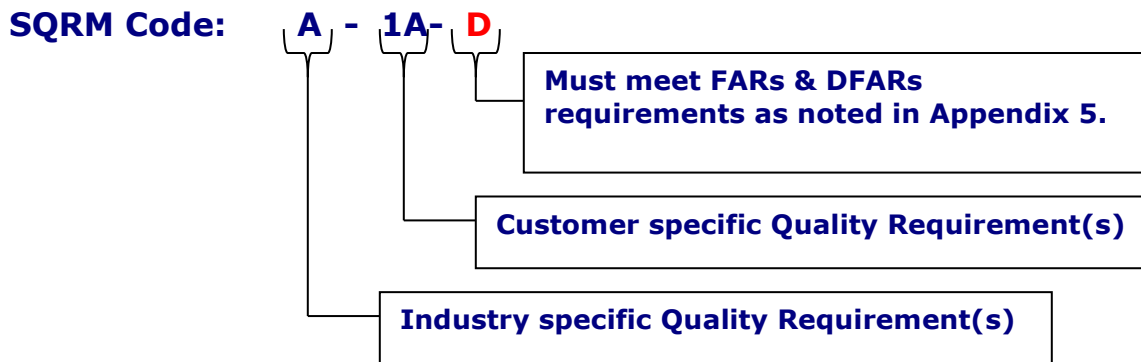 SQRM Code: A - 1A- D
Must meet FARs & DFARs
requirements as noted in Appendix 5.
Customer specific Quality Requirement(s)
Industry specific Quality Requirement(s)